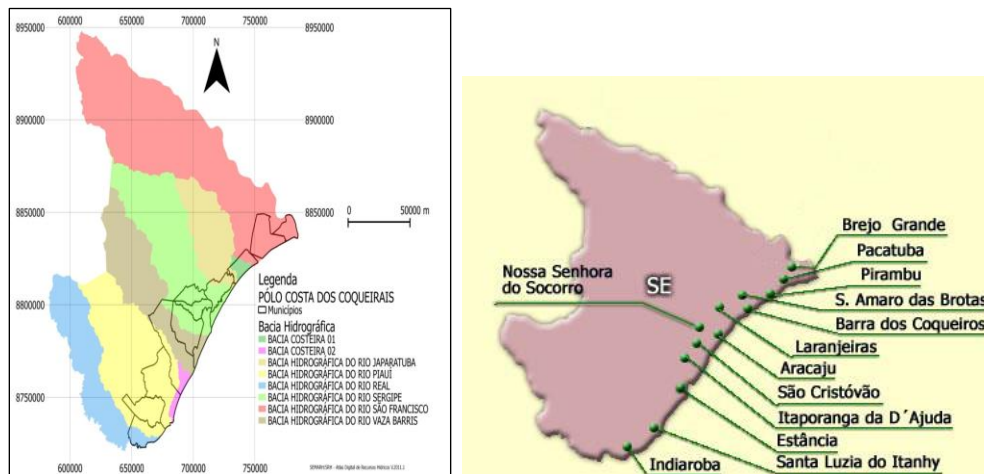 600000 650000 700000 750000
8950000
8900000
8850000
8800000
8750000
8950000
8900000
8850000
0 50000 m
Legenda
PÓLO COSTA DOS COQUEIRAIS
Municípios
Bacia Hidrográfica
BACIA COSTEIRA 01
BACIA COSTEIRA 02
BACIA HIDROGRÁFICA DO RIO JAPARATUBA
BACIA HIDROGRÁFICA DO RIO PIAUÍ
BACIA HIDROGRÁFICA DO RIO REAL
BACIA HIDROGRÁFICA DO RIO SERGIPE
BACIA HIDROGRÁFICA DO RIO SÃO FRANCISCO
BACIA HIDROGRÁFICA DO RIO VAZA BARRIS
600000 650000 700000 750000
SE
Nossa Senhora
do Socorro
Brejo Grande
Pacatuba
Pirambu
S. Amaro das Brotas
Barra dos Coqueiros
Laranjeiras
Aracaju
São Cristóvão
Itaporanga da D´Ajuda
Estância
Santa Luzia do Itanhy
Indiaroba